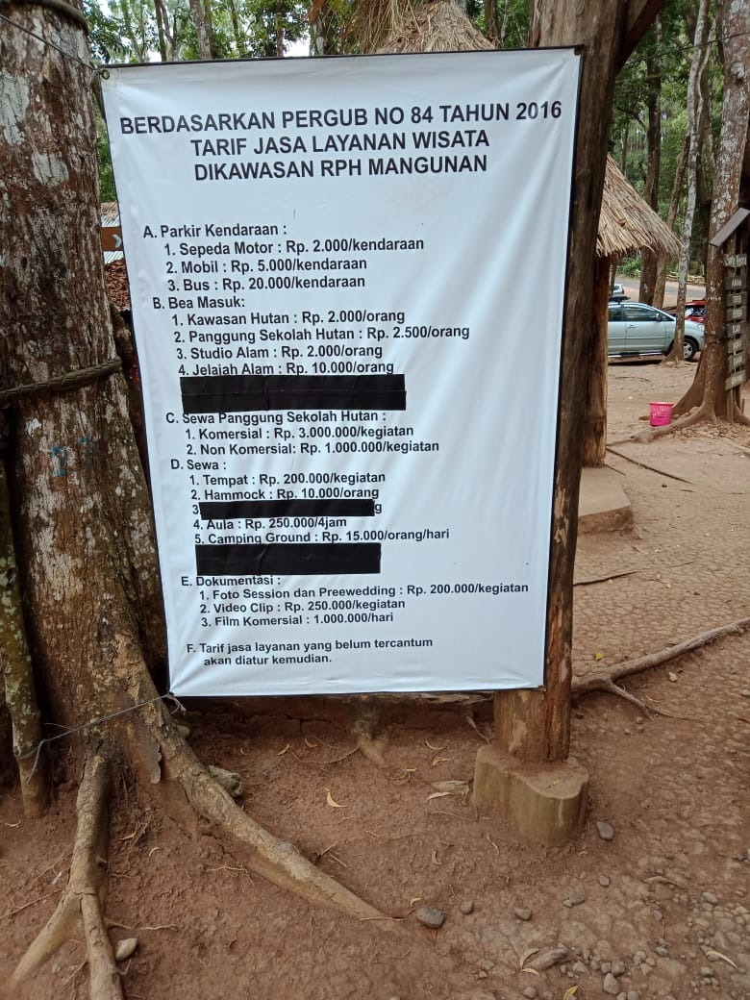 BERDASARKAN PERGUB NO 84 TAHUN 2016
TARIF JASA LAYANAN WISATA
DIKAWASAN RPH MANGUNAN
A. Parkir Kendaraan :
1. Sepeda Motor : Rp. 2.000/kendaraan
2. Mobil : Rp. 5.000/kendaraan
3. Bus : Rp. 20.000/kendaraan
B. Bea Masuk:
1. Kawasan Hutan : Rp. 2.000/orang
2. Panggung Sekolah Hutan : Rp. 2.500/orang
3. Studio Alam : Rp. 2.000/orang
4. Jelajah Alam : Rp. 10.000/orang
C. Sewa Panggung Sekolah Hutan :
1. Komersial : Rp. 3.000.000/kegiatan
2. Non Komersial: Rp. 1.000.000/kegiatan
D. Sewa :
1. Tempat : Rp. 200.000/kegiatan
2. Hammock : Rp. 10.000/orang
3
4. Aula : Rp. 250.000/4jam
5. Camping Ground : Rp. 15.000/orang/hari
E. Dokumentasi :
1. Foto Session dan Preewedding : Rp. 200.000/kegiatan
2. Video Clip : Rp. 250.000/kegiatan
3. Film Komersial : 1.000.000/hari
F. Tarif jasa layanan yang belum tercantum
akan diatur kemudian.